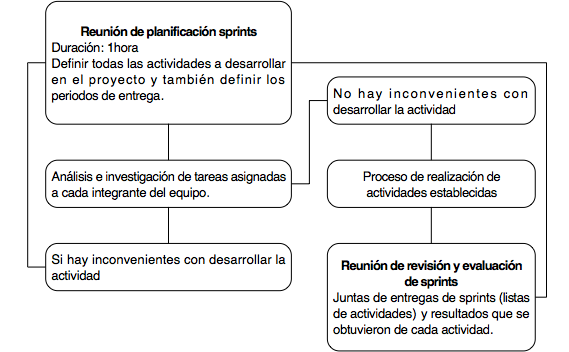 Reunión de planificación sprints
Duración: 1hora
Definir todas las actividades a desarrollar
en el proyecto y también definir los
periodos de entrega.
Análisis e investigación de tareas asignadas
a cada integrante del equipo.
Si hay inconvenientes con desarrollar la
actividad
No hay inconvenientes con
desarrollar la actividad
Proceso de realización de
actividades establecidas
Reunión de revisión y evaluación
de sprints
Juntas de entregas de sprints (listas
de actividades) y resultados que se
obtuvieron de cada actividad.